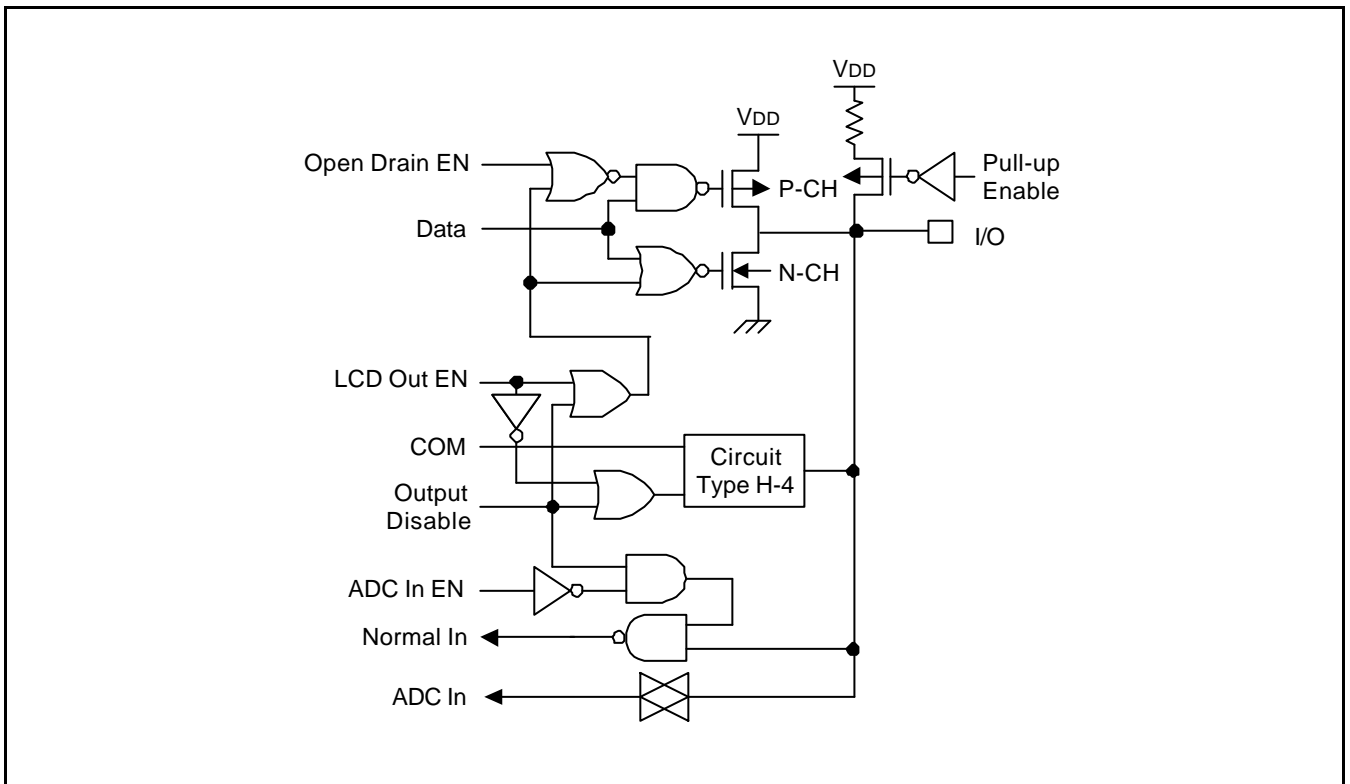 VDD
VDD
Open Drain EN
P-CH
Pull-up
Enable
Data
I/O
N-CH
LCD Out EN
COM
Circuit
Type H-4
Output
Disable
ADC In EN
Normal In
ADC In